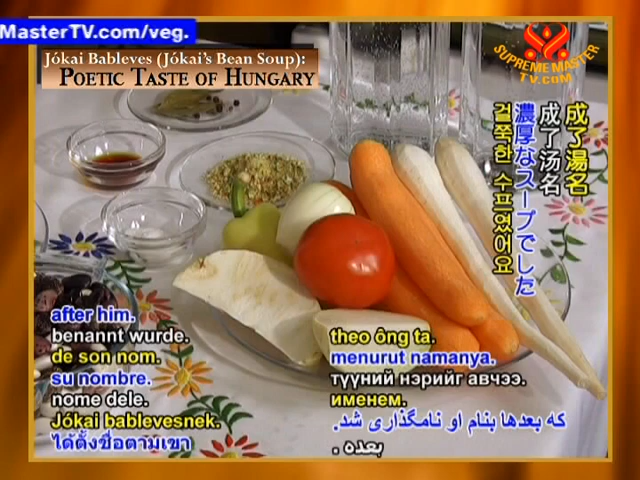 MasterTV.com/veg.
Jókai Bableves (Jókai's Bean Soup):
POETIC TASTE OF HUNGARY
SUPREME MASTER
TV.COM
成了湯名
成了汤名
濃厚なスープでした
걸쭉한 수프였어요
after him.
benannt wurde.
de son nom.
su nombre.
nome dele.
Jókai bablevesnek.
ได้ตั้งชื่อตามเขา
theo ông ta.
menurut namanya.
түүний нэрийг авчээ.
именем.
که بعدها بنام او نامگذاری شد.
بعده .